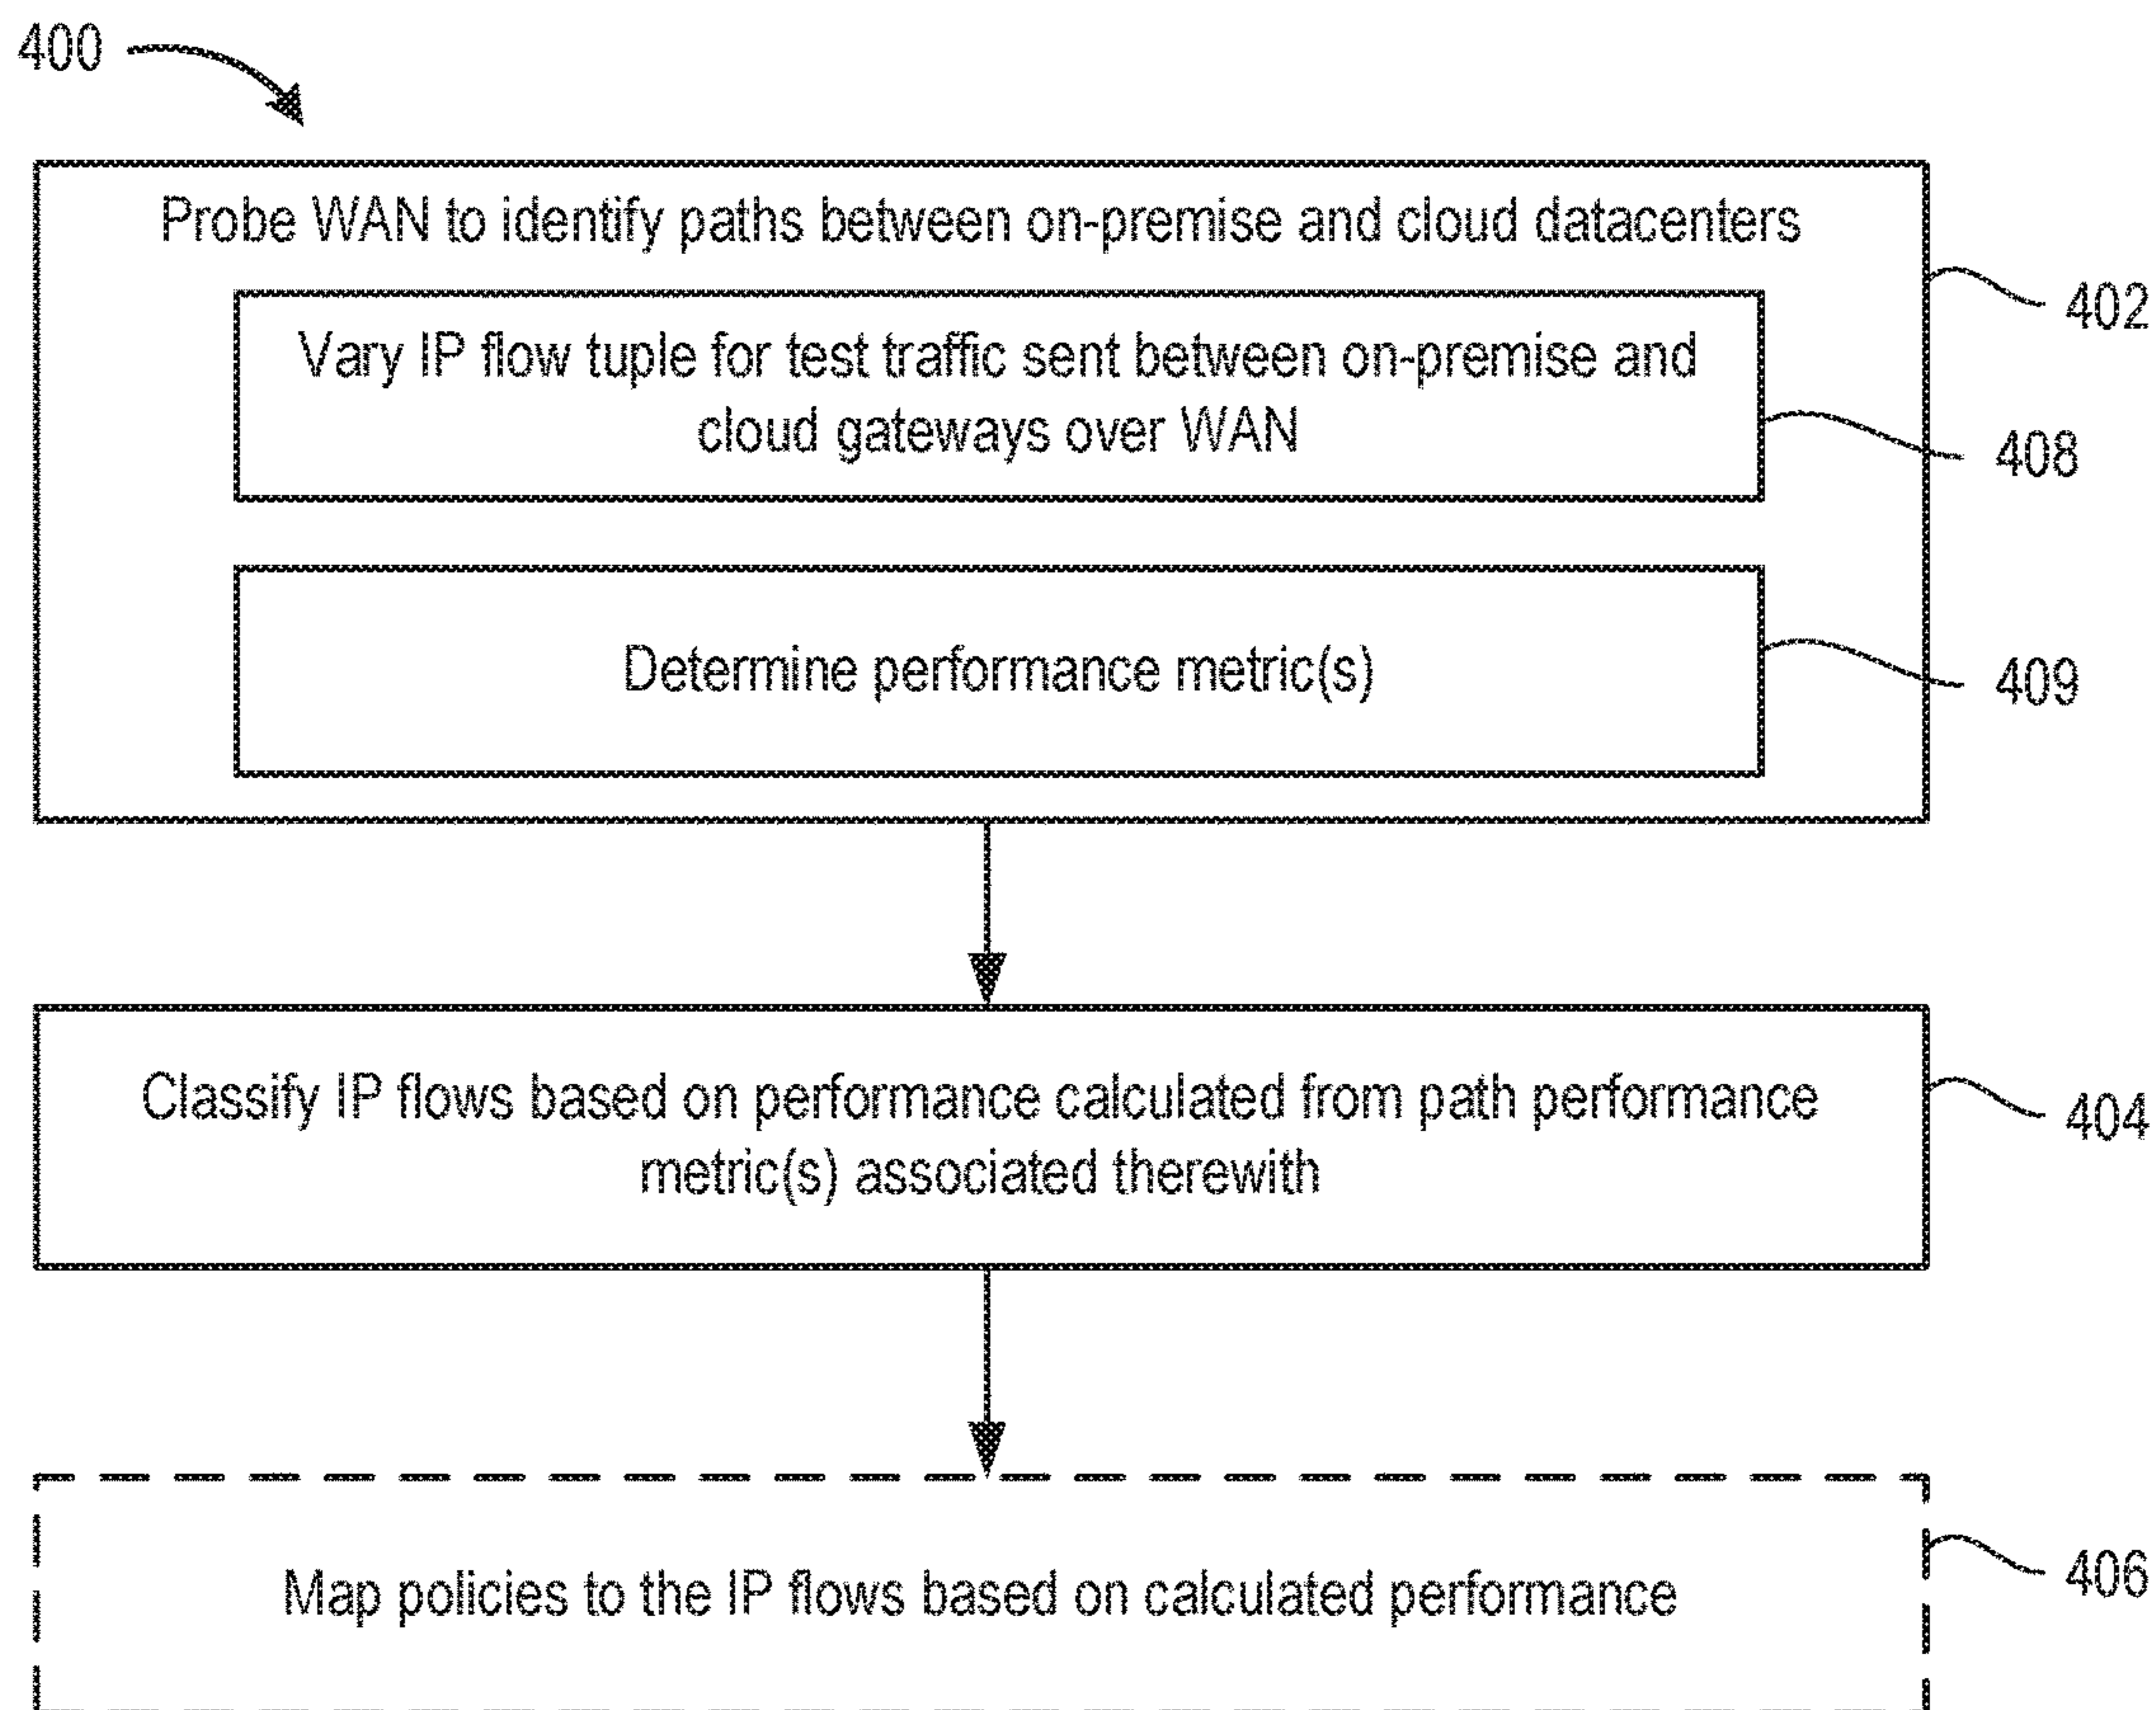 400
Probe WAN to identify paths between on-premise and cloud datacenters
402
Vary IP flow tuple for test traffic sent between on-premise and
cloud gateways over WAN
408
Determine performance metric(s)
409
Classify IP flows based on performance calculated from path performance
metric(s) associated therewith
404
Map policies to the IP flows based on calculated performance
406